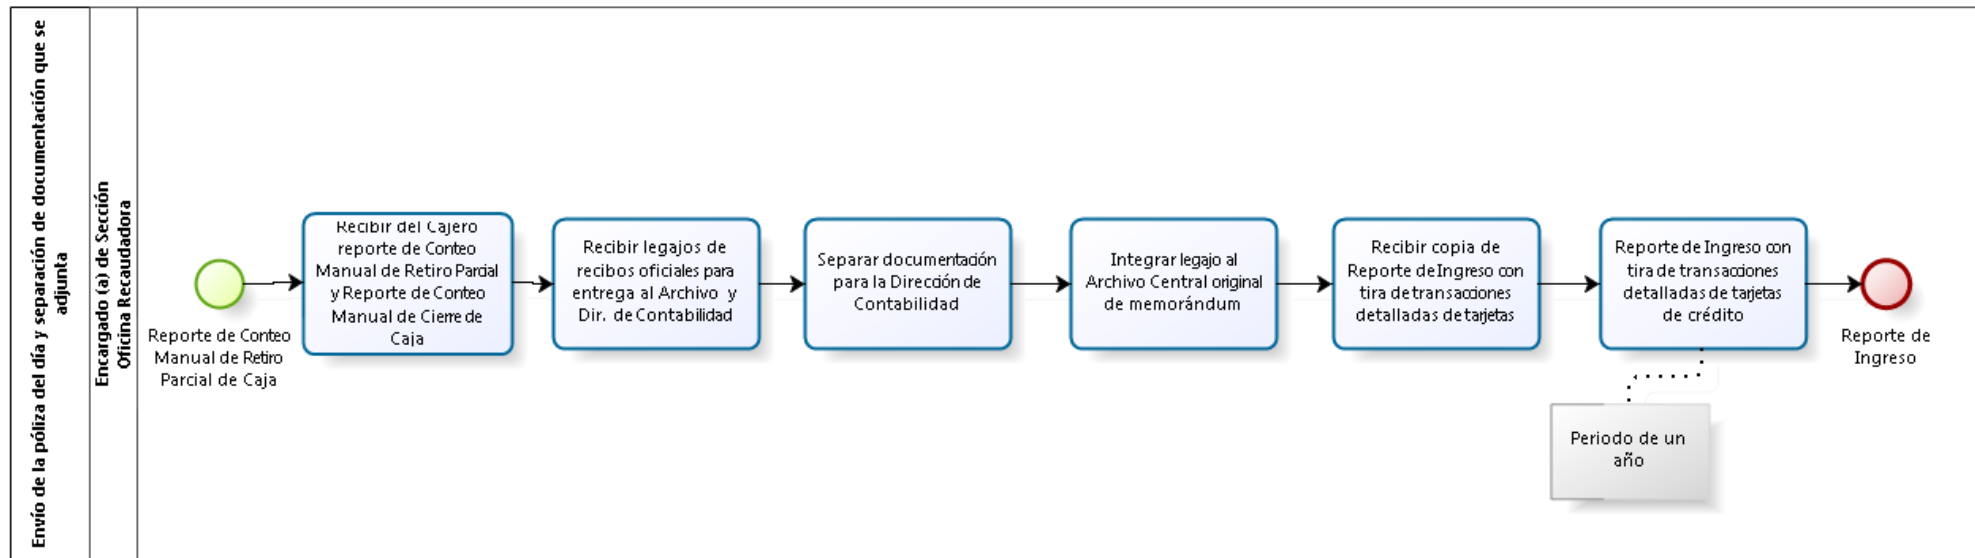 Envío de la póliza del día y separación de documentación que se
adjunta
Encargado (a) de Sección
Oficina Recaudadora
Reporte de Conteo
Manual de Retiro
Parcial de Caja
Recibir del Cajero
reporte de Conteo
Manual de Retiro Parcial
y Reporte de Conteo
Manual de Cierre de
Caja
Recibir legajos de
recibos oficiales para
entrega al Archivo y
Dir. de Contabilidad
Separar documentación
para la Dirección de
Contabilidad
Integrar legajo al
Archivo Central original
de memorándum
Recibir copia de
Reporte de Ingreso con
tira de transacciones
detalladas de tarjetas
Reporte de Ingreso con
tira de transacciones
detalladas de tarjetas
de crédito
Reporte de
Ingreso
Periodo de un
año